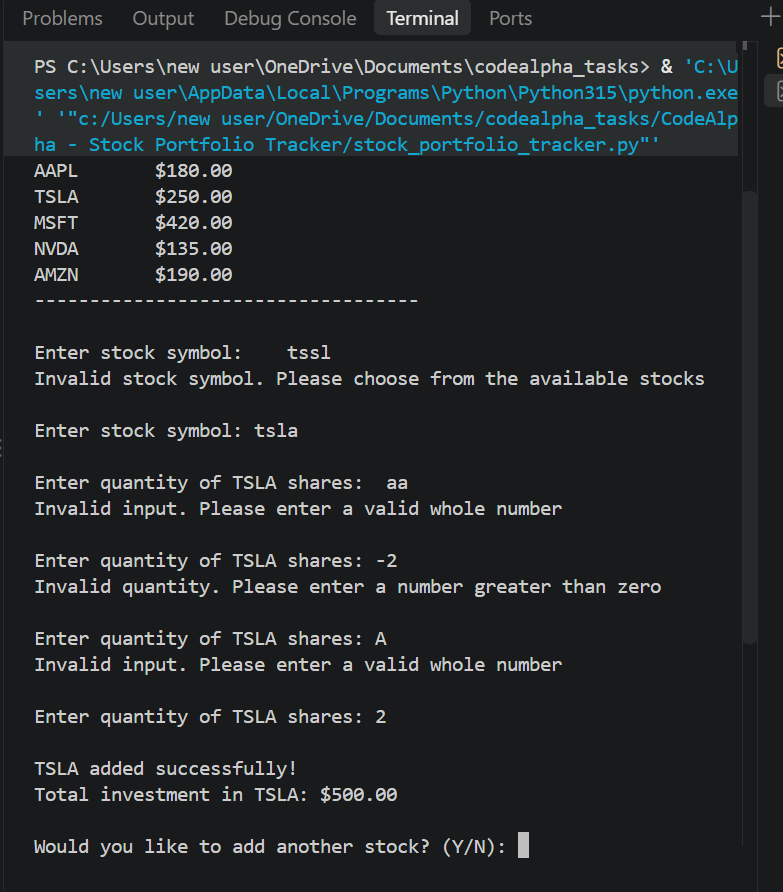 Problems Output Debug Console Terminal Ports
PS C:\Users\new user\OneDrive\Documents\codealpha_tasks> & 'C:\U
sers\new user\AppData\Local\Programs\Python\Python315\python.exe
' '"c:/Users/new user/OneDrive/Documents/codealpha_tasks/CodeAlp
ha - Stock Portfolio Tracker/stock_portfolio_tracker.py"'
AAPL       $180.00
TSLA       $250.00
MSFT       $420.00
NVDA       $135.00
AMZN       $190.00
-----------------------------------
Enter stock symbol:    tssl
Invalid stock symbol. Please choose from the available stocks
Enter stock symbol: tsla
Enter quantity of TSLA shares:  aa
Invalid input. Please enter a valid whole number
Enter quantity of TSLA shares: -2
Invalid quantity. Please enter a number greater than zero
Enter quantity of TSLA shares: A
Invalid input. Please enter a valid whole number
Enter quantity of TSLA shares: 2
TSLA added successfully!
Total investment in TSLA: $500.00
Would you like to add another stock? (Y/N):